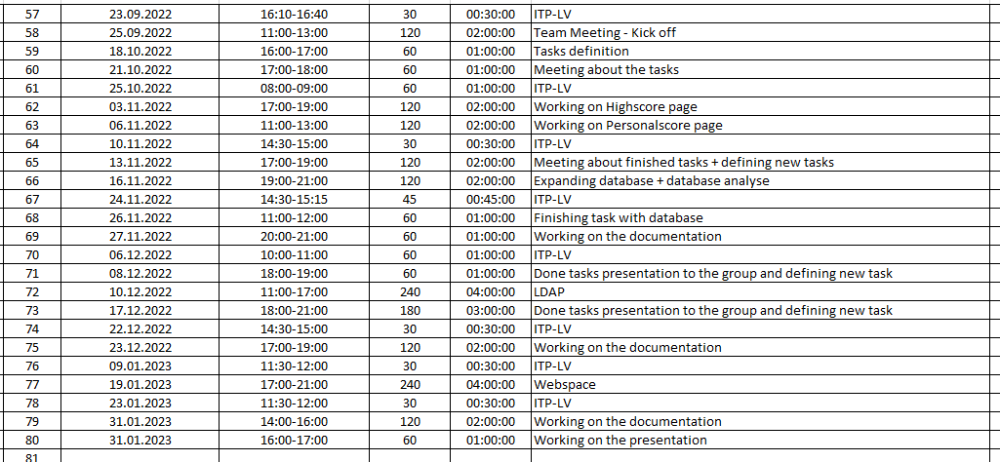 57 23.09.2022 16:10-16:40 30 00:30:00 ITP-LV
58 25.09.2022 11:00-13:00 120 02:00:00 Team Meeting - Kick off
59 18.10.2022 16:00-17:00 60 01:00:00 Tasks definition
60 21.10.2022 17:00-18:00 60 01:00:00 Meeting about the tasks
61 25.10.2022 08:00-09:00 60 01:00:00 ITP-LV
62 03.11.2022 17:00-19:00 120 02:00:00 Working on Highscore page
63 06.11.2022 11:00-13:00 120 02:00:00 Working on Personalscore page
64 10.11.2022 14:30-15:00 30 00:30:00 ITP-LV
65 13.11.2022 17:00-19:00 120 02:00:00 Meeting about finished tasks + defining new tasks
66 16.11.2022 19:00-21:00 120 02:00:00 Expanding database + database analyse
67 24.11.2022 14:30-15:15 45 00:45:00 ITP-LV
68 26.11.2022 11:00-12:00 60 01:00:00 Finishing task with database
69 27.11.2022 20:00-21:00 60 01:00:00 Working on the documentation
70 06.12.2022 10:00-11:00 60 01:00:00 ITP-LV
71 08.12.2022 18:00-19:00 60 01:00:00 Done tasks presentation to the group and defining new task
72 10.12.2022 11:00-17:00 240 04:00:00 LDAP
73 17.12.2022 18:00-21:00 180 03:00:00 Done tasks presentation to the group and defining new task
74 22.12.2022 14:30-15:00 30 00:30:00 ITP-LV
75 23.12.2022 17:00-19:00 120 02:00:00 Working on the documentation
76 09.01.2023 11:30-12:00 30 00:30:00 ITP-LV
77 19.01.2023 17:00-21:00 240 04:00:00 Webspace
78 23.01.2023 11:30-12:00 30 00:30:00 ITP-LV
79 31.01.2023 14:00-16:00 120 02:00:00 Working on the documentation
80 31.01.2023 16:00-17:00 60 01:00:00 Working on the presentation
81